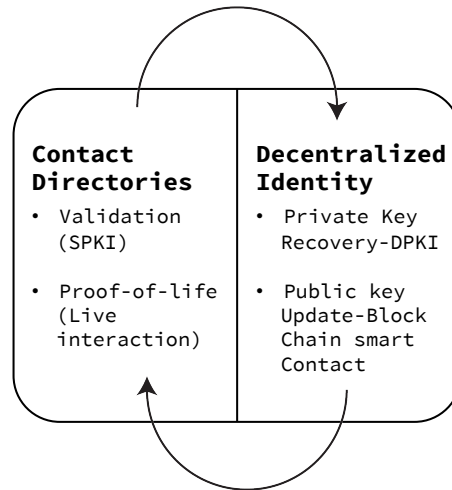 Contact
Directories
• Validation
(SPKI)
• Proof-of-life
(Live
interaction)
Decentralized
Identity
• Private Key
Recovery-DPKI
• Public key
Update-Block
Chain smart
Contact